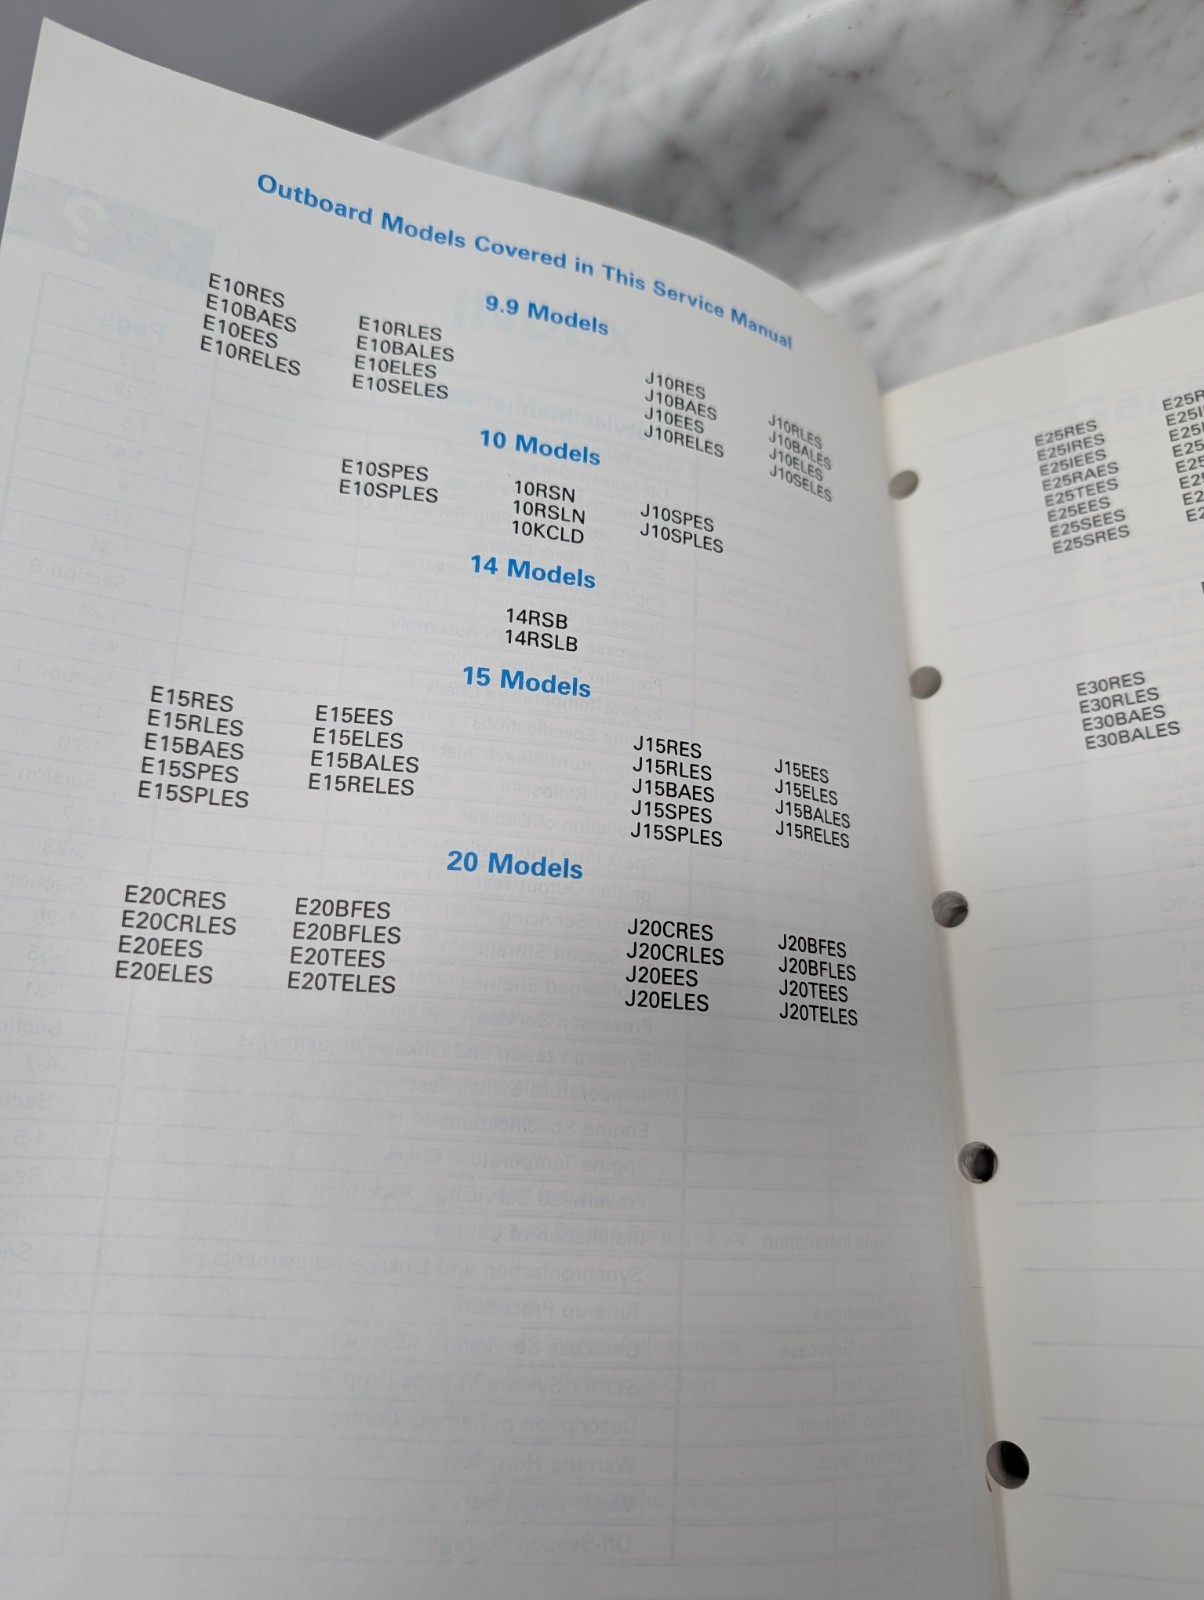 Outboard Models Covered in This Service Manual
9.9 Models
E10RES E10RLES J10RES J10RLES
E10BAES E10BALES J10BAES J10BALES
E10EES E10ELES J10EES J10ELES
E10RELES E10SELES J10RELES J10SELES
10 Models
E10SPES 10RSN J10SPES
E10SPLES 10RSLN J10SPLES
10KCLD
14 Models
14RSB
14RSLB
15 Models
E15RES E15EES J15RES J15EES
E15RLES E15ELES J15RLES J15ELES
E15BAES E15BALES J15BAES J15BALES
E15SPES E15RELES J15SPES J15RELES
E15SPLES J15SPLES
20 Models
E20CRES E20BFES J20CRES J20BFES
E20CRLES E20BFLES J20CRLES J20BFLES
E20EES E20TEES J20EES J20TEES
E20ELES E20TELES J20ELES J20TELES
E25RES
E25IRES
E25IEES
E25RAES
E25TEES
E25EES
E25SEES
E25SRES
E30RES
E30RLES
E30BAES
E30BALES